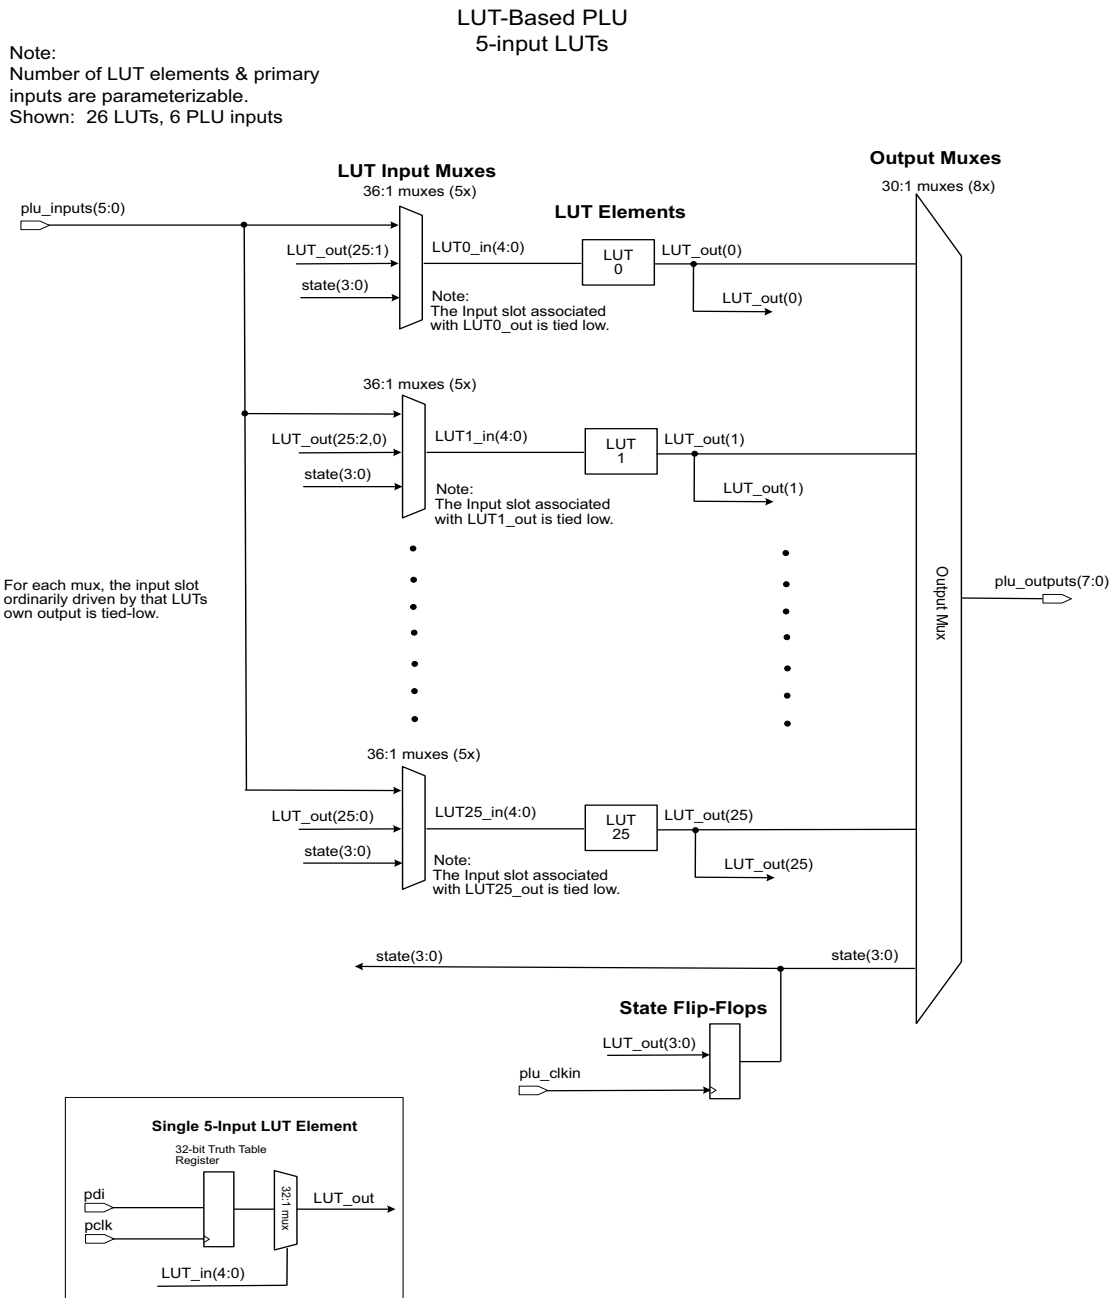 LUT-Based PLU
5-input LUTs
Note:
Number of LUT elements & primary
inputs are parameterizable.
Shown: 26 LUTs, 6 PLU inputs
LUT Input Muxes
Output Muxes
36:1 muxes (5x)
30:1 muxes (8x)
plu_inputs(5:0)
LUT Elements
LUT_out(25:1)
LUT0_in(4:0)
LUT
0
LUT_out(0)
state(3:0)
LUT_out(0)
Note:
The Input slot associated
with LUT0_out is tied low.
36:1 muxes (5x)
LUT_out(25:2,0)
LUT1_in(4:0)
LUT
1
LUT_out(1)
state(3:0)
LUT_out(1)
Note:
The Input slot associated
with LUT1_out is tied low.
For each mux, the input slot
ordinarily driven by that LUTs
own output is tied-low.
Output Mux
plu_outputs(7:0)
36:1 muxes (5x)
LUT_out(25:0)
LUT25_in(4:0)
LUT
25
LUT_out(25)
state(3:0)
LUT_out(25)
Note:
The Input slot associated
with LUT25_out is tied low.
state(3:0)
state(3:0)
State Flip-Flops
LUT_out(3:0)
plu_clkin
Single 5-Input LUT Element
32-bit Truth Table
Register
pdi
32:1 mux
LUT_out
pclk
LUT_in(4:0)